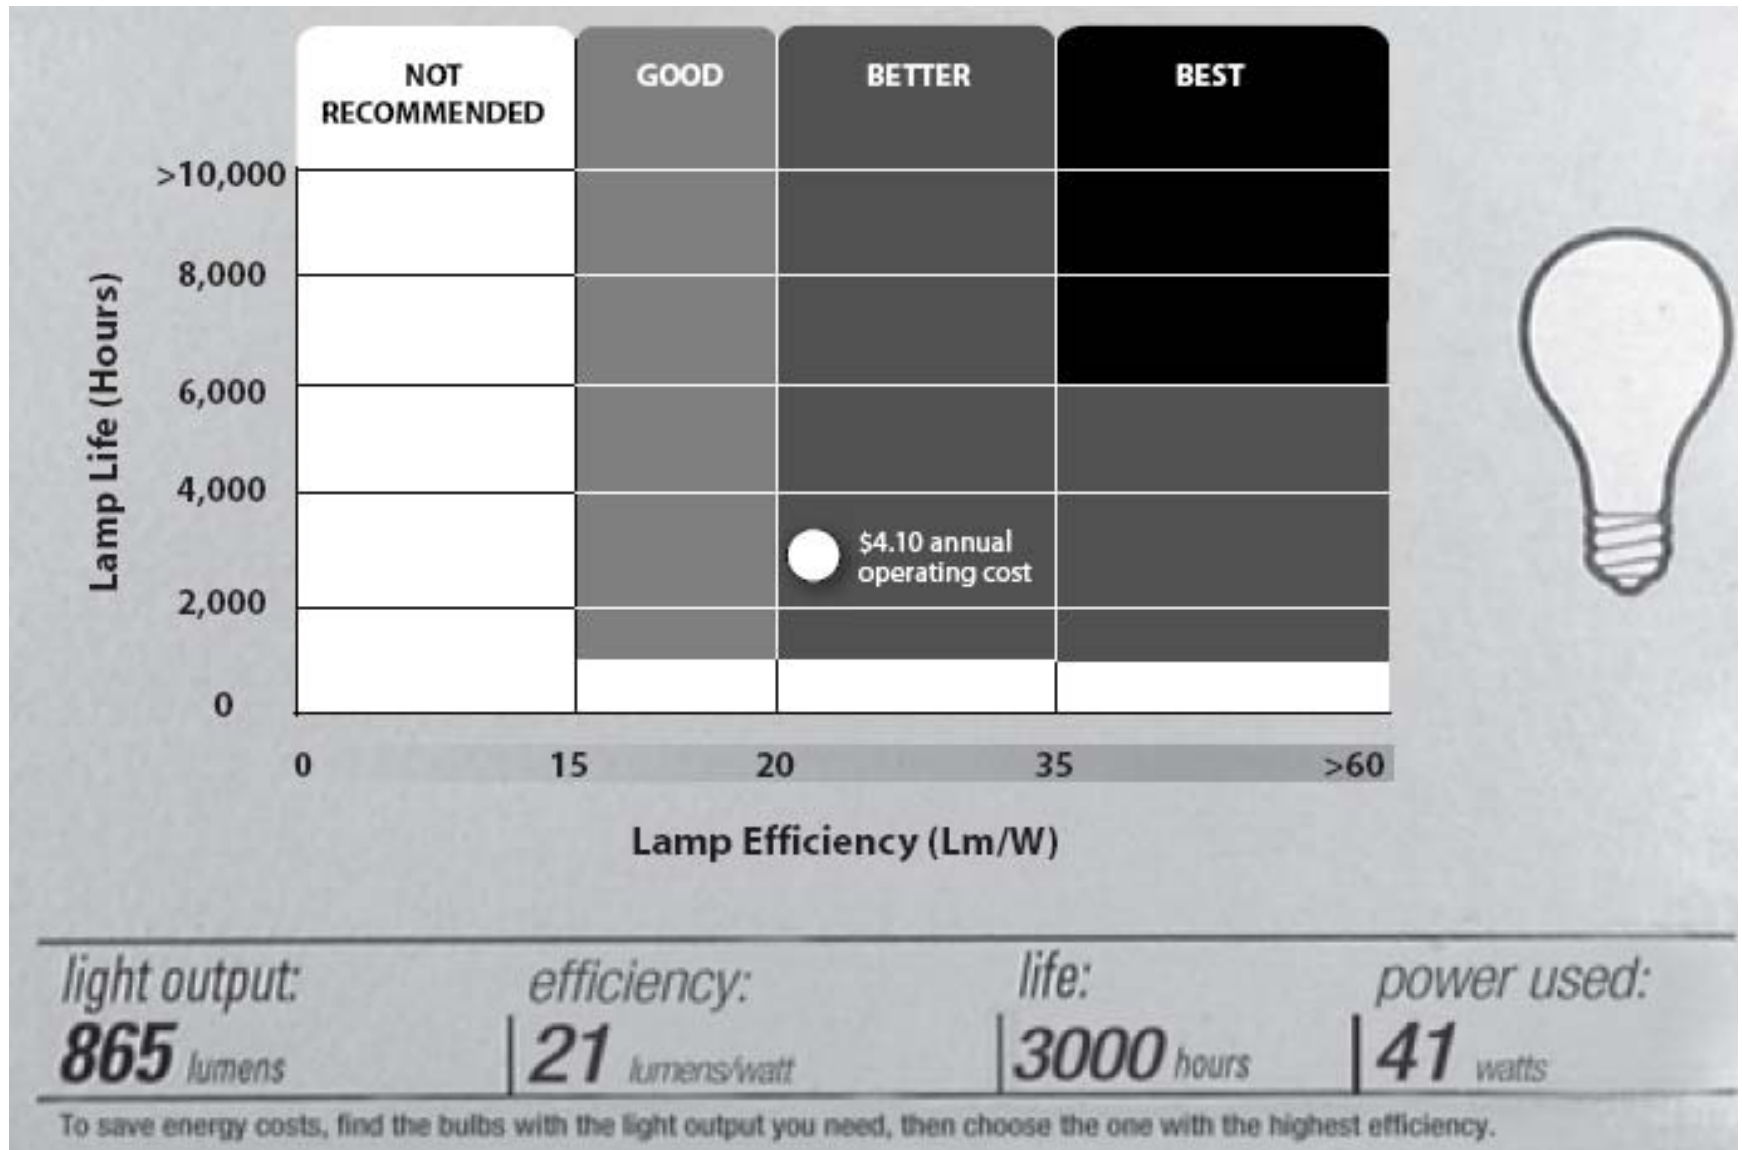 NOT
RECOMMENDED
GOOD
BETTER
BEST
>10,000
8,000
6,000
4,000
2,000
0
Lamp Life (Hours)
$4.10 annual
operating cost
0 15 20 35 >60
Lamp Efficiency (Lm/W)
light output: efficiency: life: power used:
865 lumens 21 lumens/watt 3000 hours 41 watts
To save energy costs, find the bulbs with the light output you need, then choose the one with the highest efficiency.